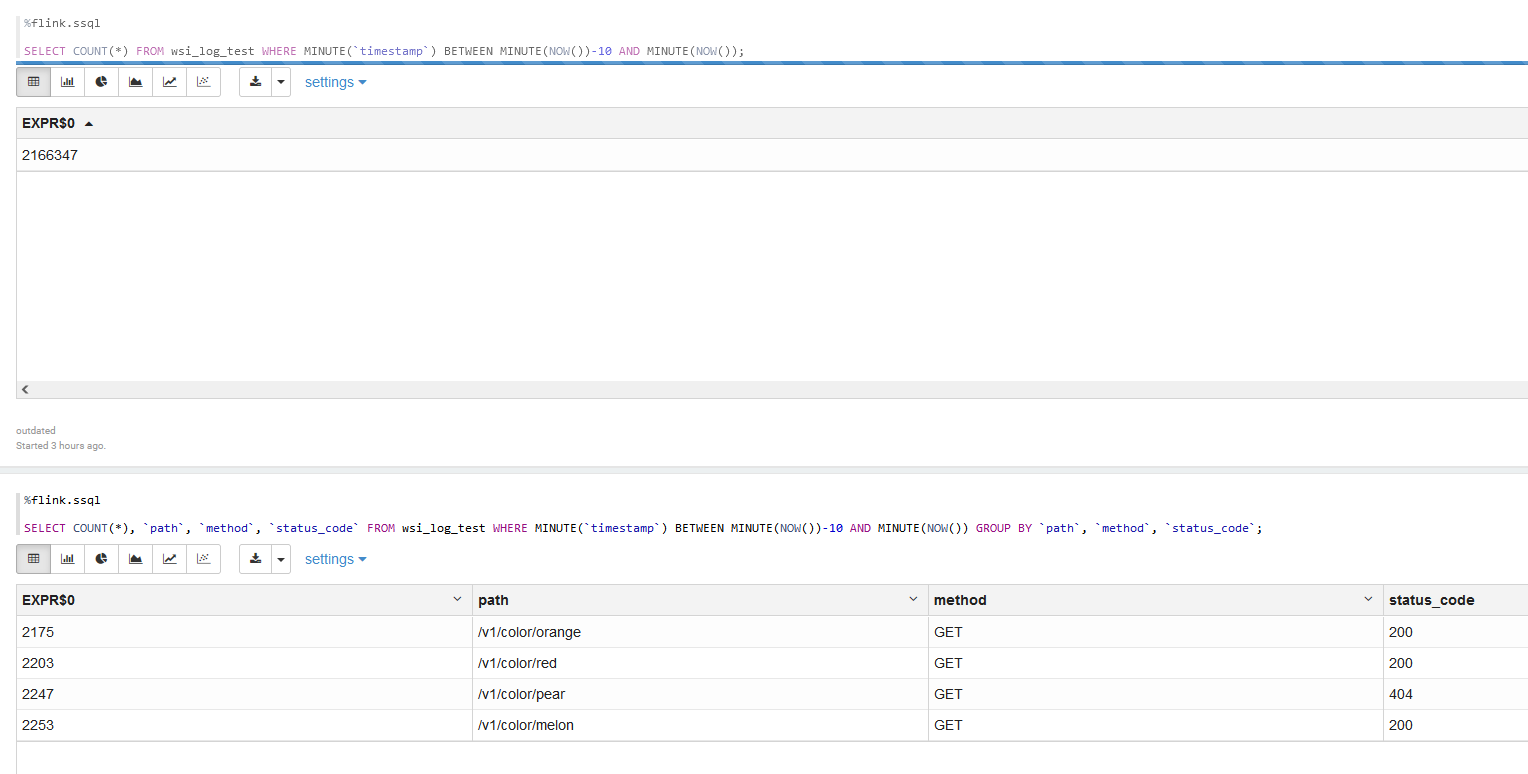 %flink.ssql
SELECT COUNT(*) FROM wsi_log_test WHERE MINUTE(`timestamp`) BETWEEN MINUTE(NOW())-10 AND MINUTE(NOW());
settings
EXPR$0
2166347
outdated
Started 3 hours ago.
%flink.ssql
SELECT COUNT(*), `path`, `method`, `status_code` FROM wsi_log_test WHERE MINUTE(`timestamp`) BETWEEN MINUTE(NOW())-10 AND MINUTE(NOW()) GROUP BY `path`, `method`, `status_code`;
settings
EXPR$0 path method status_code
2175 /v1/color/orange GET 200
2203 /v1/color/red GET 200
2247 /v1/color/pear GET 404
2253 /v1/color/melon GET 200